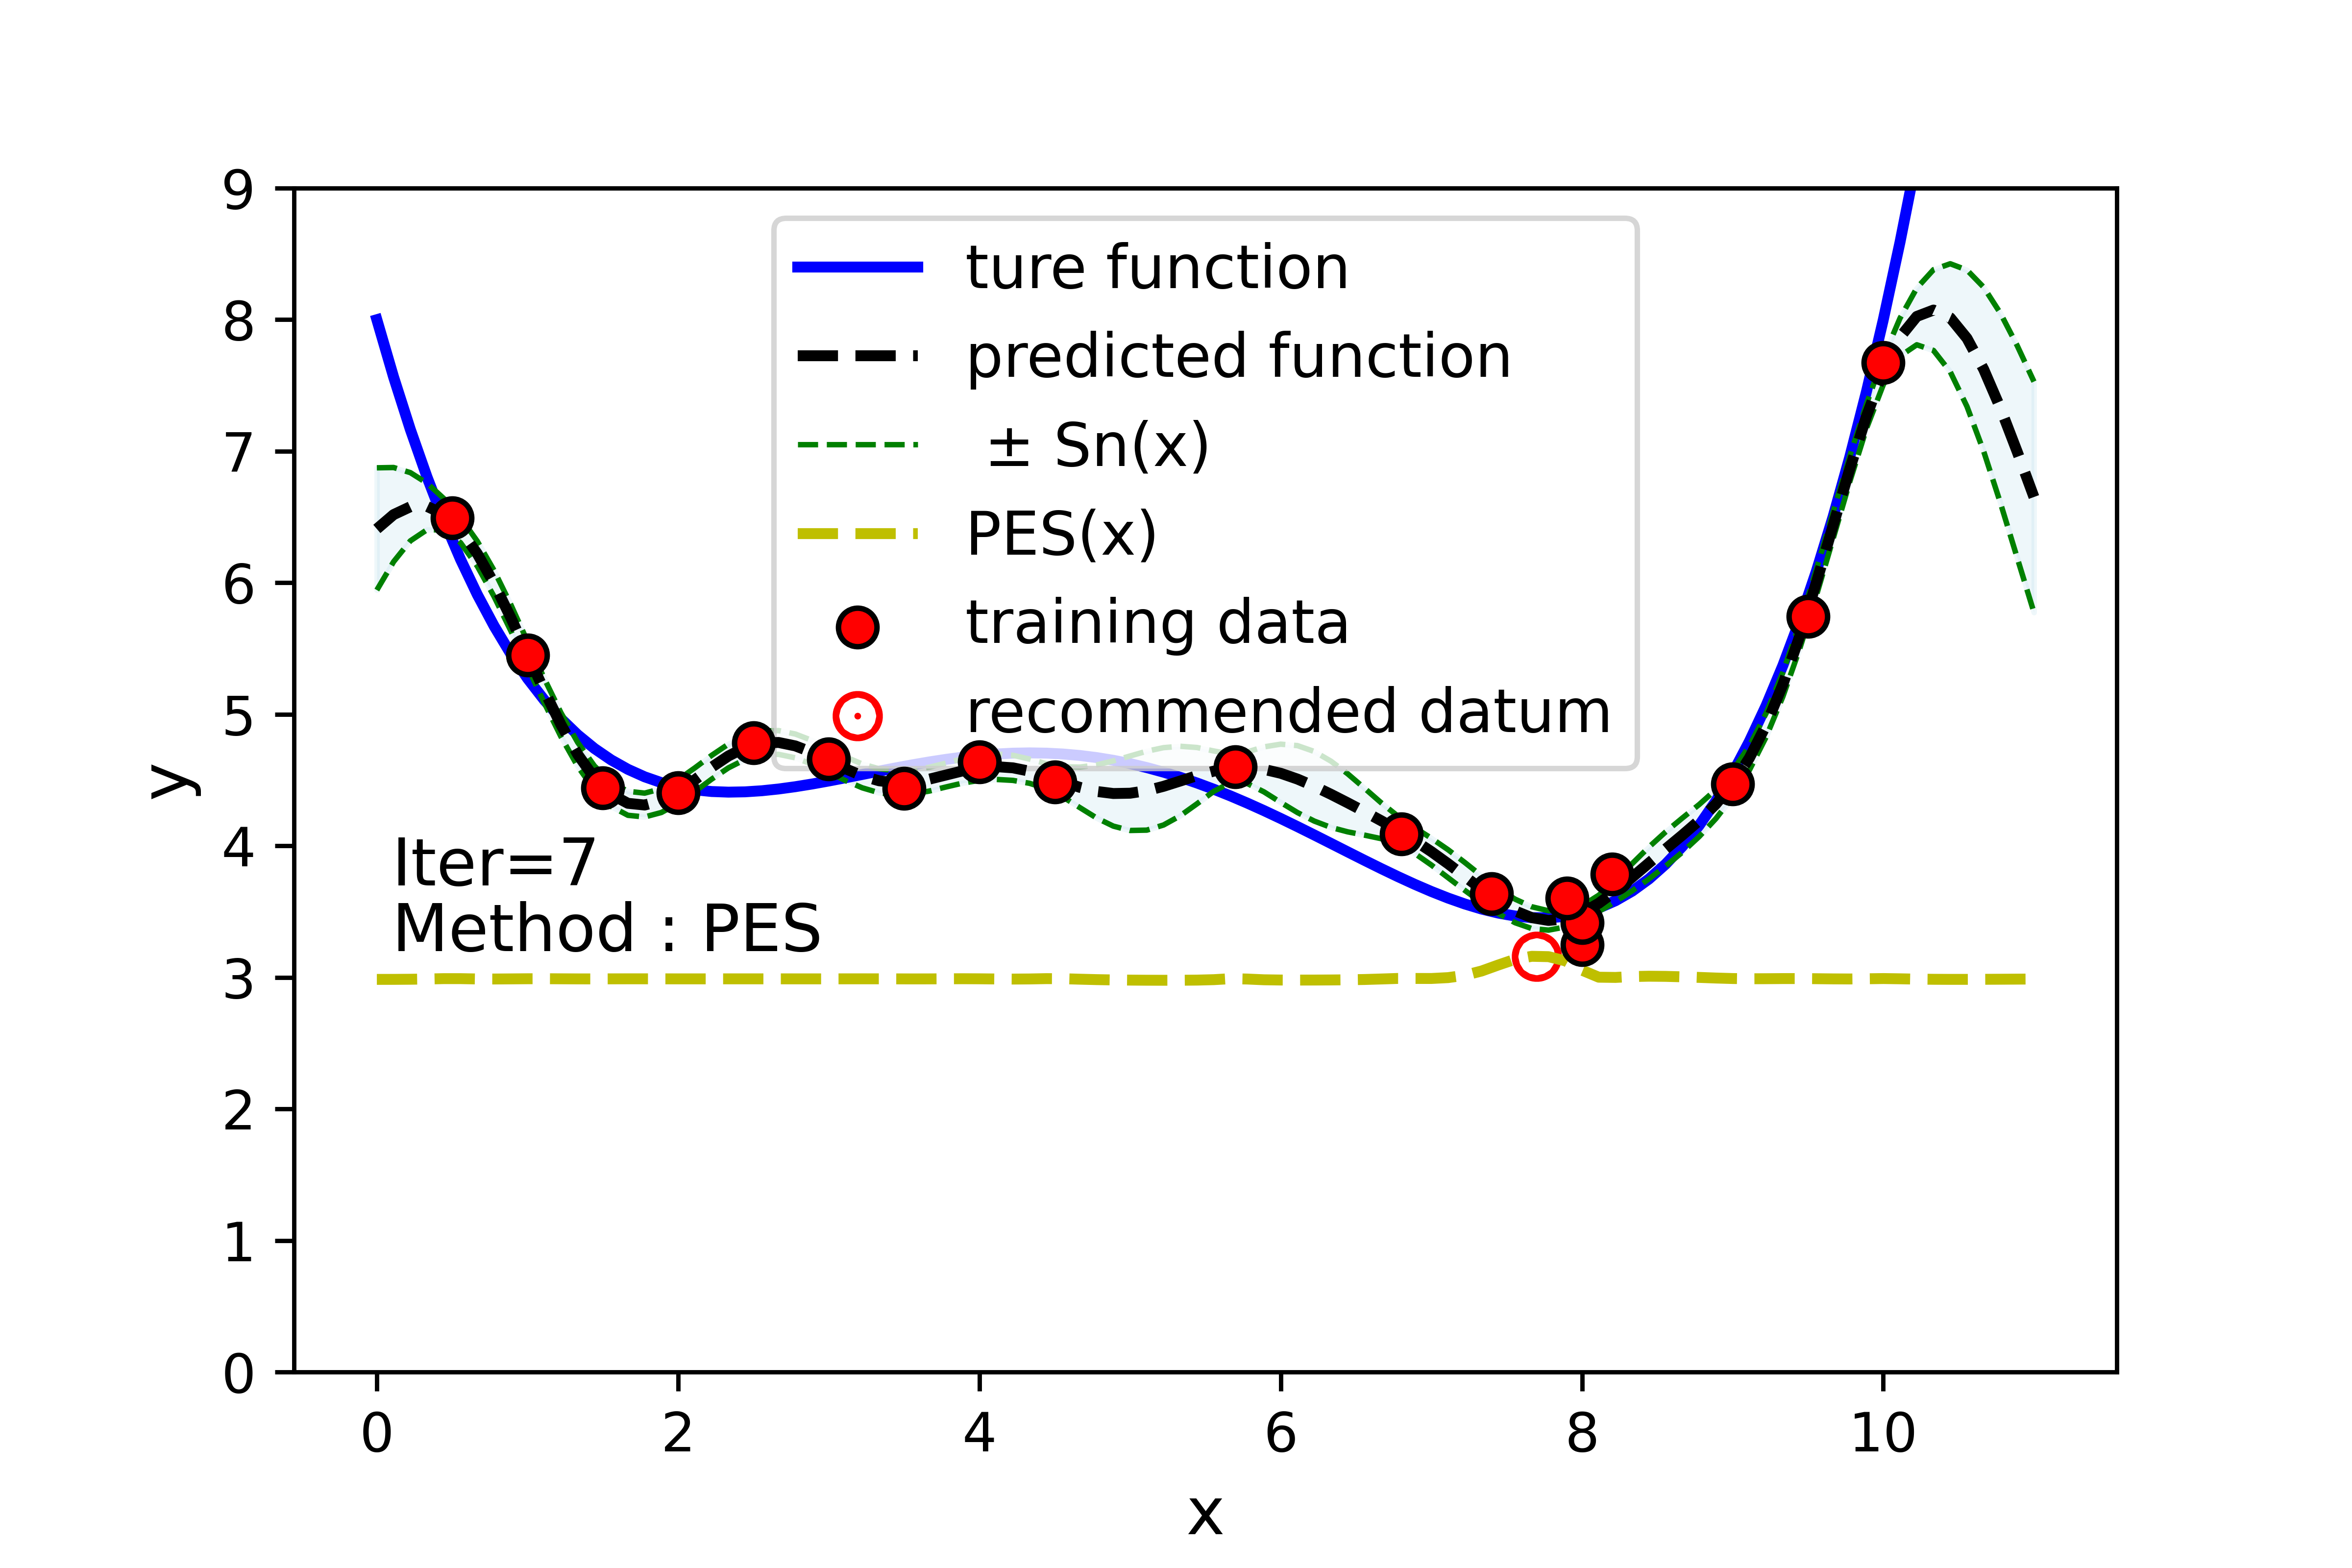 9
8
7
6
5
4
3
2
1
0
y
ture function
predicted function
± Sn(x)
PES(x)
training data
recommended datum
Iter=7
Method : PES
0 2 4 6 8 10
x